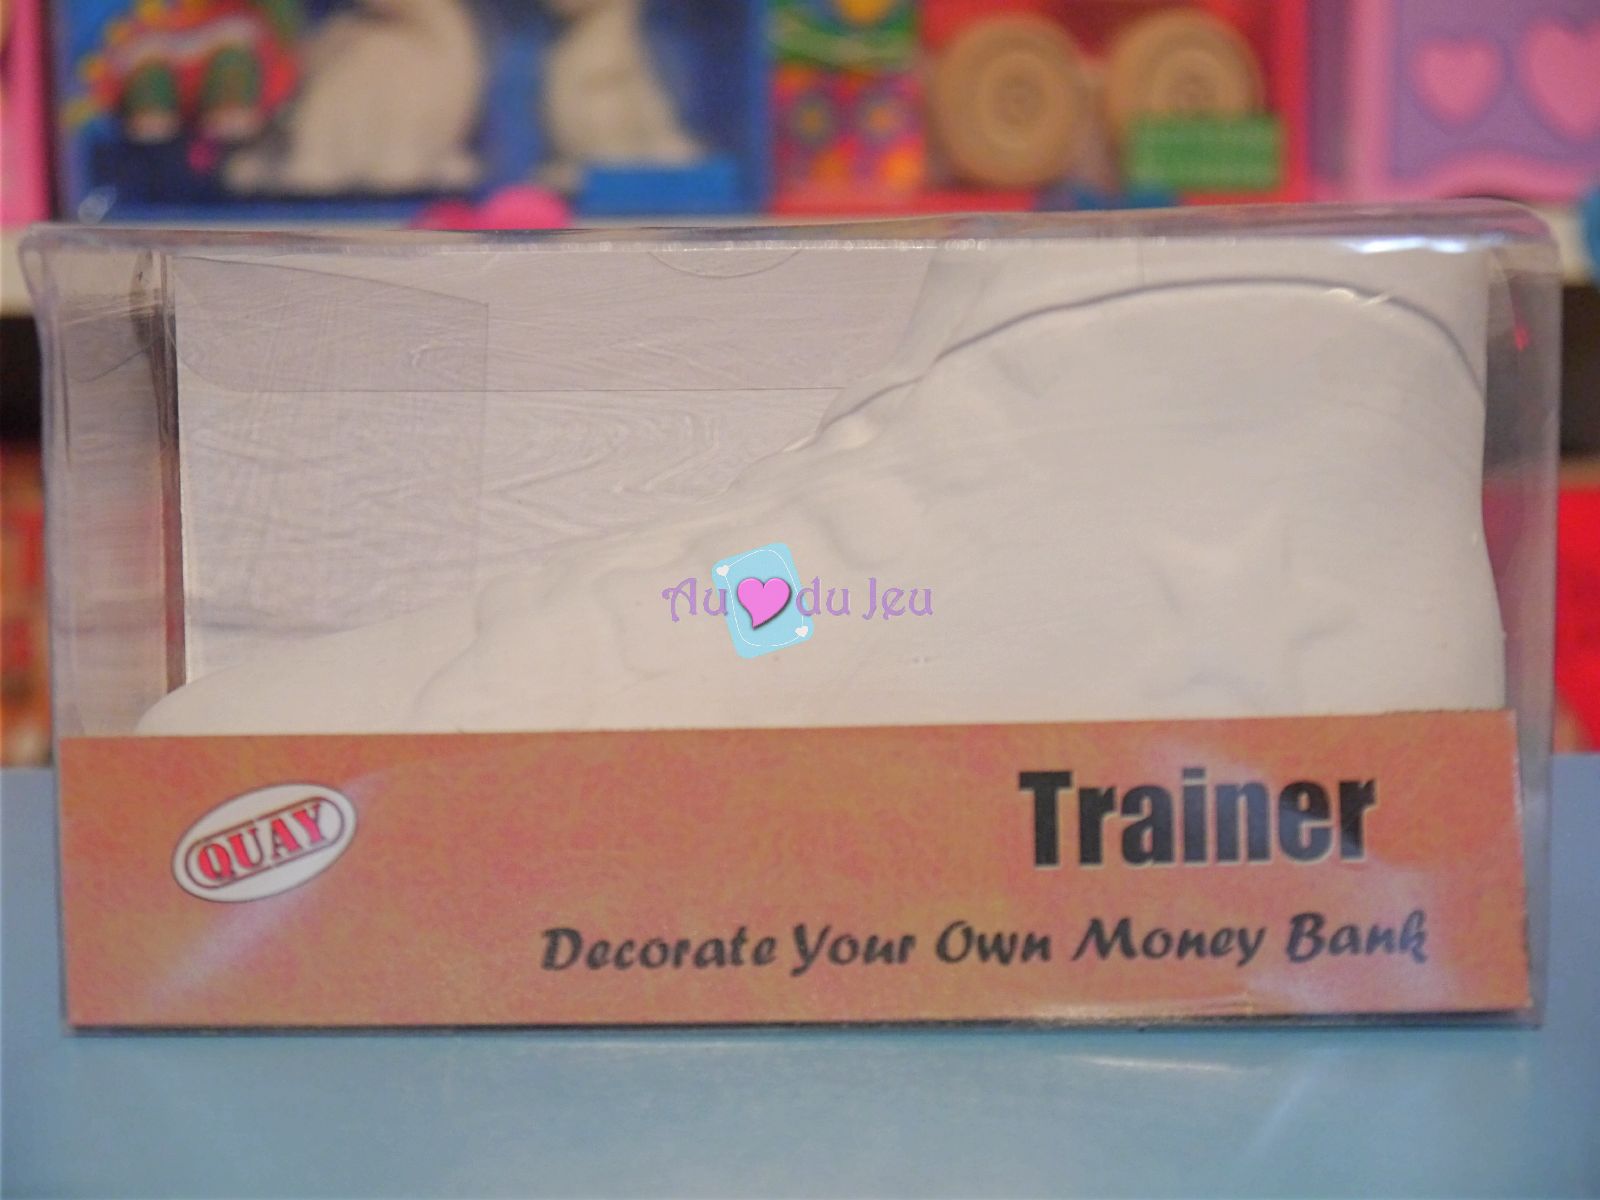 Au du Jeu
QUAY
Trainer
Decorate Your Own Money Bank